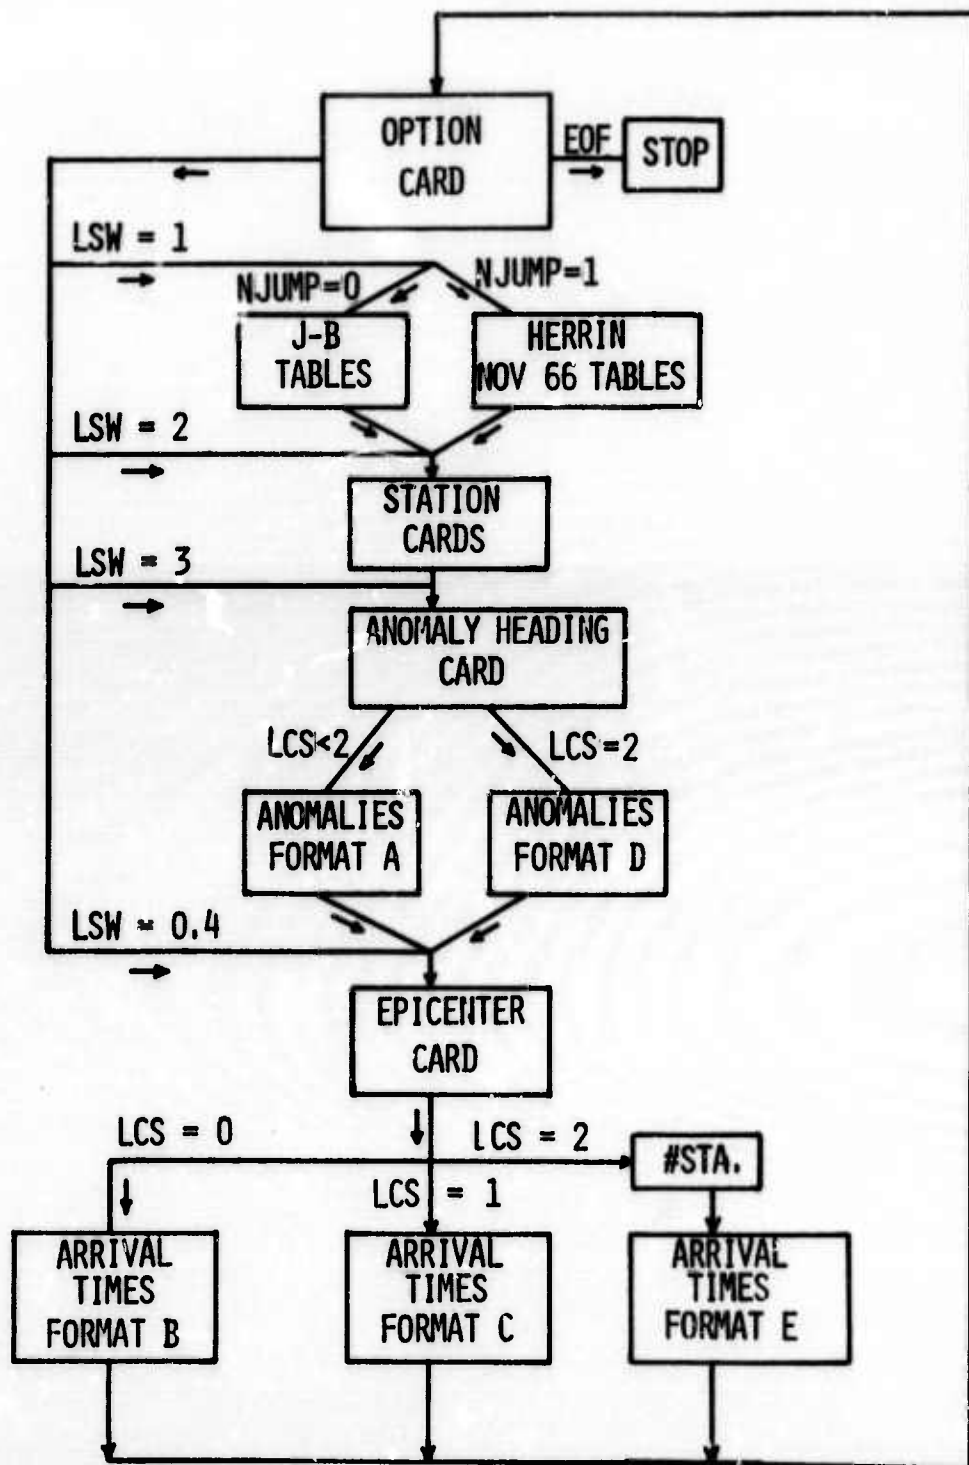 OPTION
CARD
EOF
STOP
LSW = 1
NJUMP=0
NJUMP=1
J-B
TABLES
HERRIN
NOV 66 TABLES
LSW = 2
STATION
CARDS
LSW = 3
ANOMALY HEADING
CARD
LCS<2
LCS=2
ANOMALIES
FORMAT A
ANOMALIES
FORMAT D
LSW = 0.4
EPICENTER
CARD
LCS = 0
LCS = 2
#STA.
LCS = 1
ARRIVAL
TIMES
FORMAT B
ARRIVAL
TIMES
FORMAT C
ARRIVAL
TIMES
FORMAT E